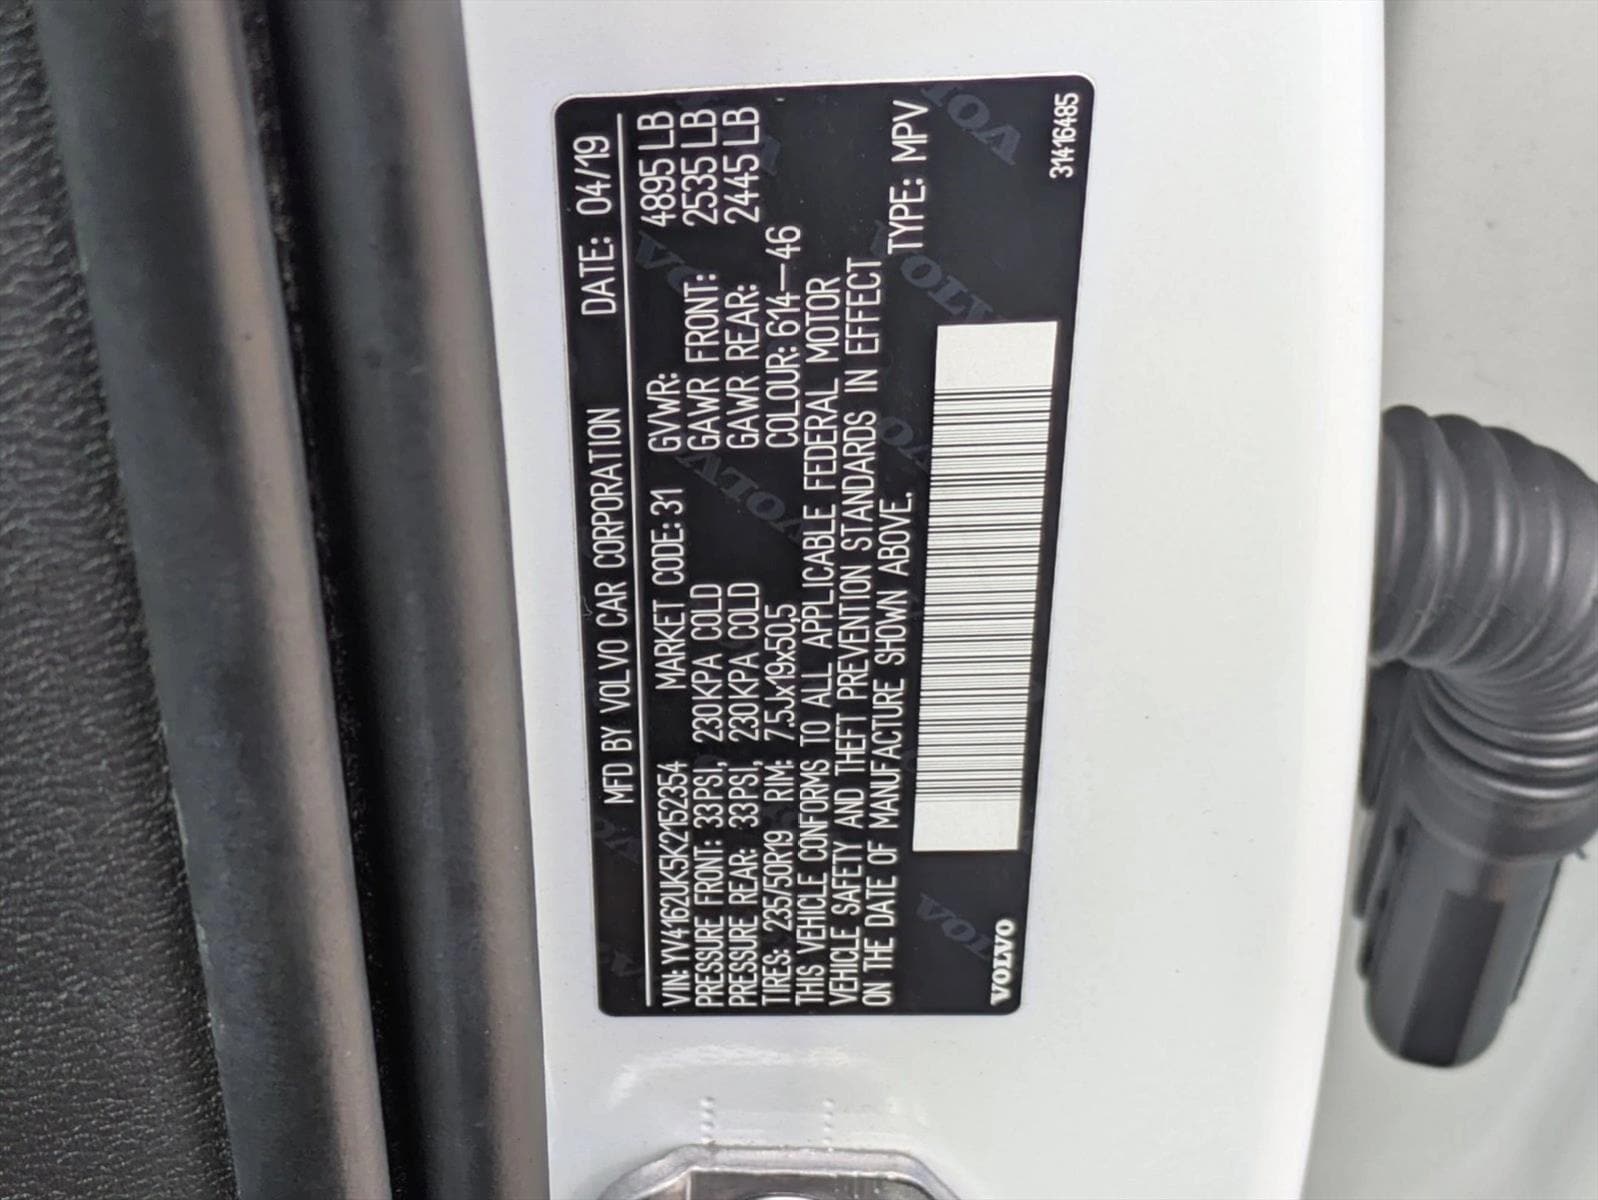 MFD BY VOLVO CAR CORPORATION DATE: 04/19
VIN: YV4162UK5K2152354 MARKET CODE: 31 GVWR: 4895 LB
PRESSURE FRONT: 33PSI, 230KPA COLD GAWR FRONT: 2535 LB
PRESSURE REAR: 33PSI, 230KPA COLD GAWR REAR: 2445 LB
TIRES: 235/50R19 RIM: 7.5Jx19x50,5 COLOUR: 614-46
THIS VEHICLE CONFORMS TO ALL APPLICABLE FEDERAL MOTOR
VEHICLE SAFETY AND THEFT PREVENTION STANDARDS IN EFFECT
ON THE DATE OF MANUFACTURE SHOWN ABOVE. TYPE: MPV
VOLVO
31416485